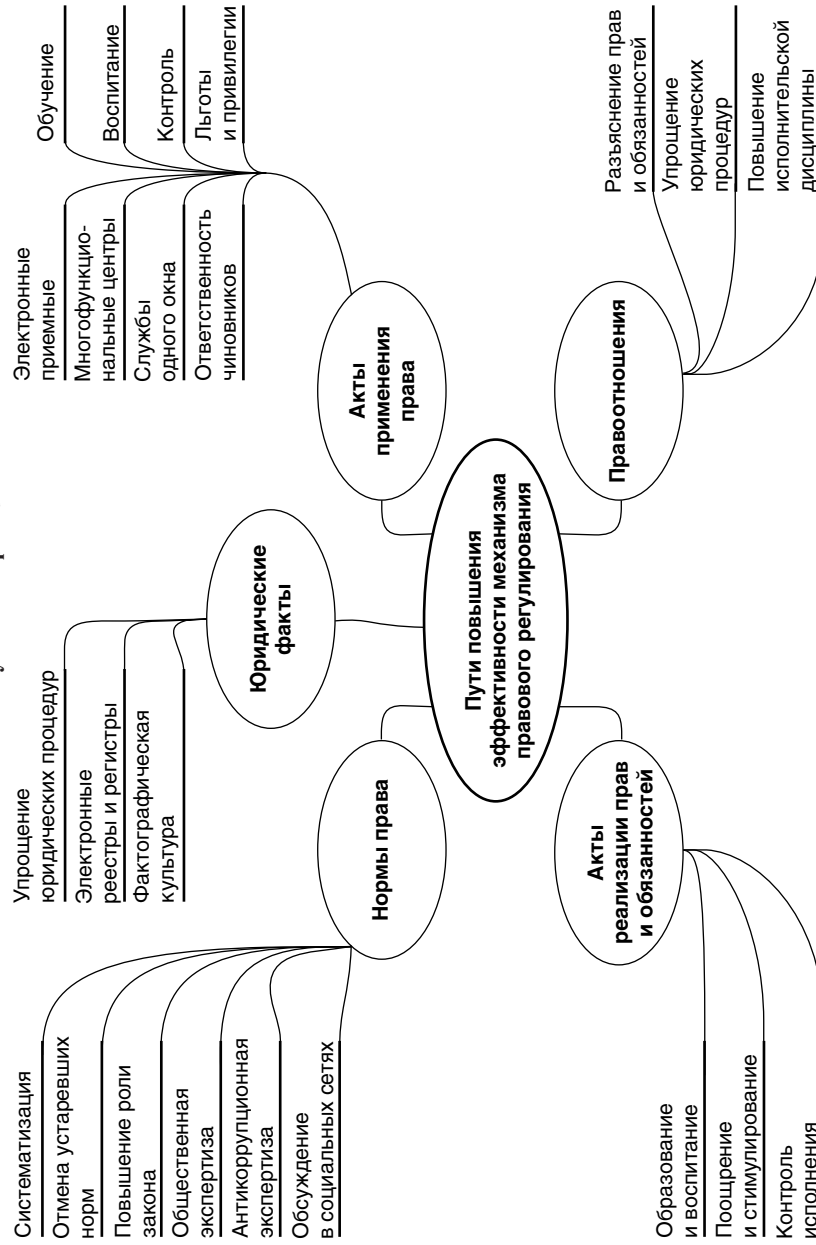 Систематизация
Отмена устаревших
норм
Повышение роли
закона
Общественная
экспертиза
Антикоррупционная
экспертиза
Обсуждение
в социальных сетях
Нормы права
Упрощение
юридических процедур
Электронные
реестры и регистры
Фактографическая
культура
Юридические
факты
Электронные
приемные
Многофункцио-
нальные центры
Службы
одного окна
Ответственность
чиновников
Обучение
Воспитание
Контроль
Льготы
и привилегии
Акты
применения
права
Пути повышения
эффективности механизма
правового регулирования
Акты
реализации прав
и обязанностей
Образование
и воспитание
Поощрение
и стимулирование
Контроль
исполнения
Правоотношения
Разъяснение прав
и обязанностей
Упрощение
юридических
процедур
Повышение
исполнительской
дисциплины